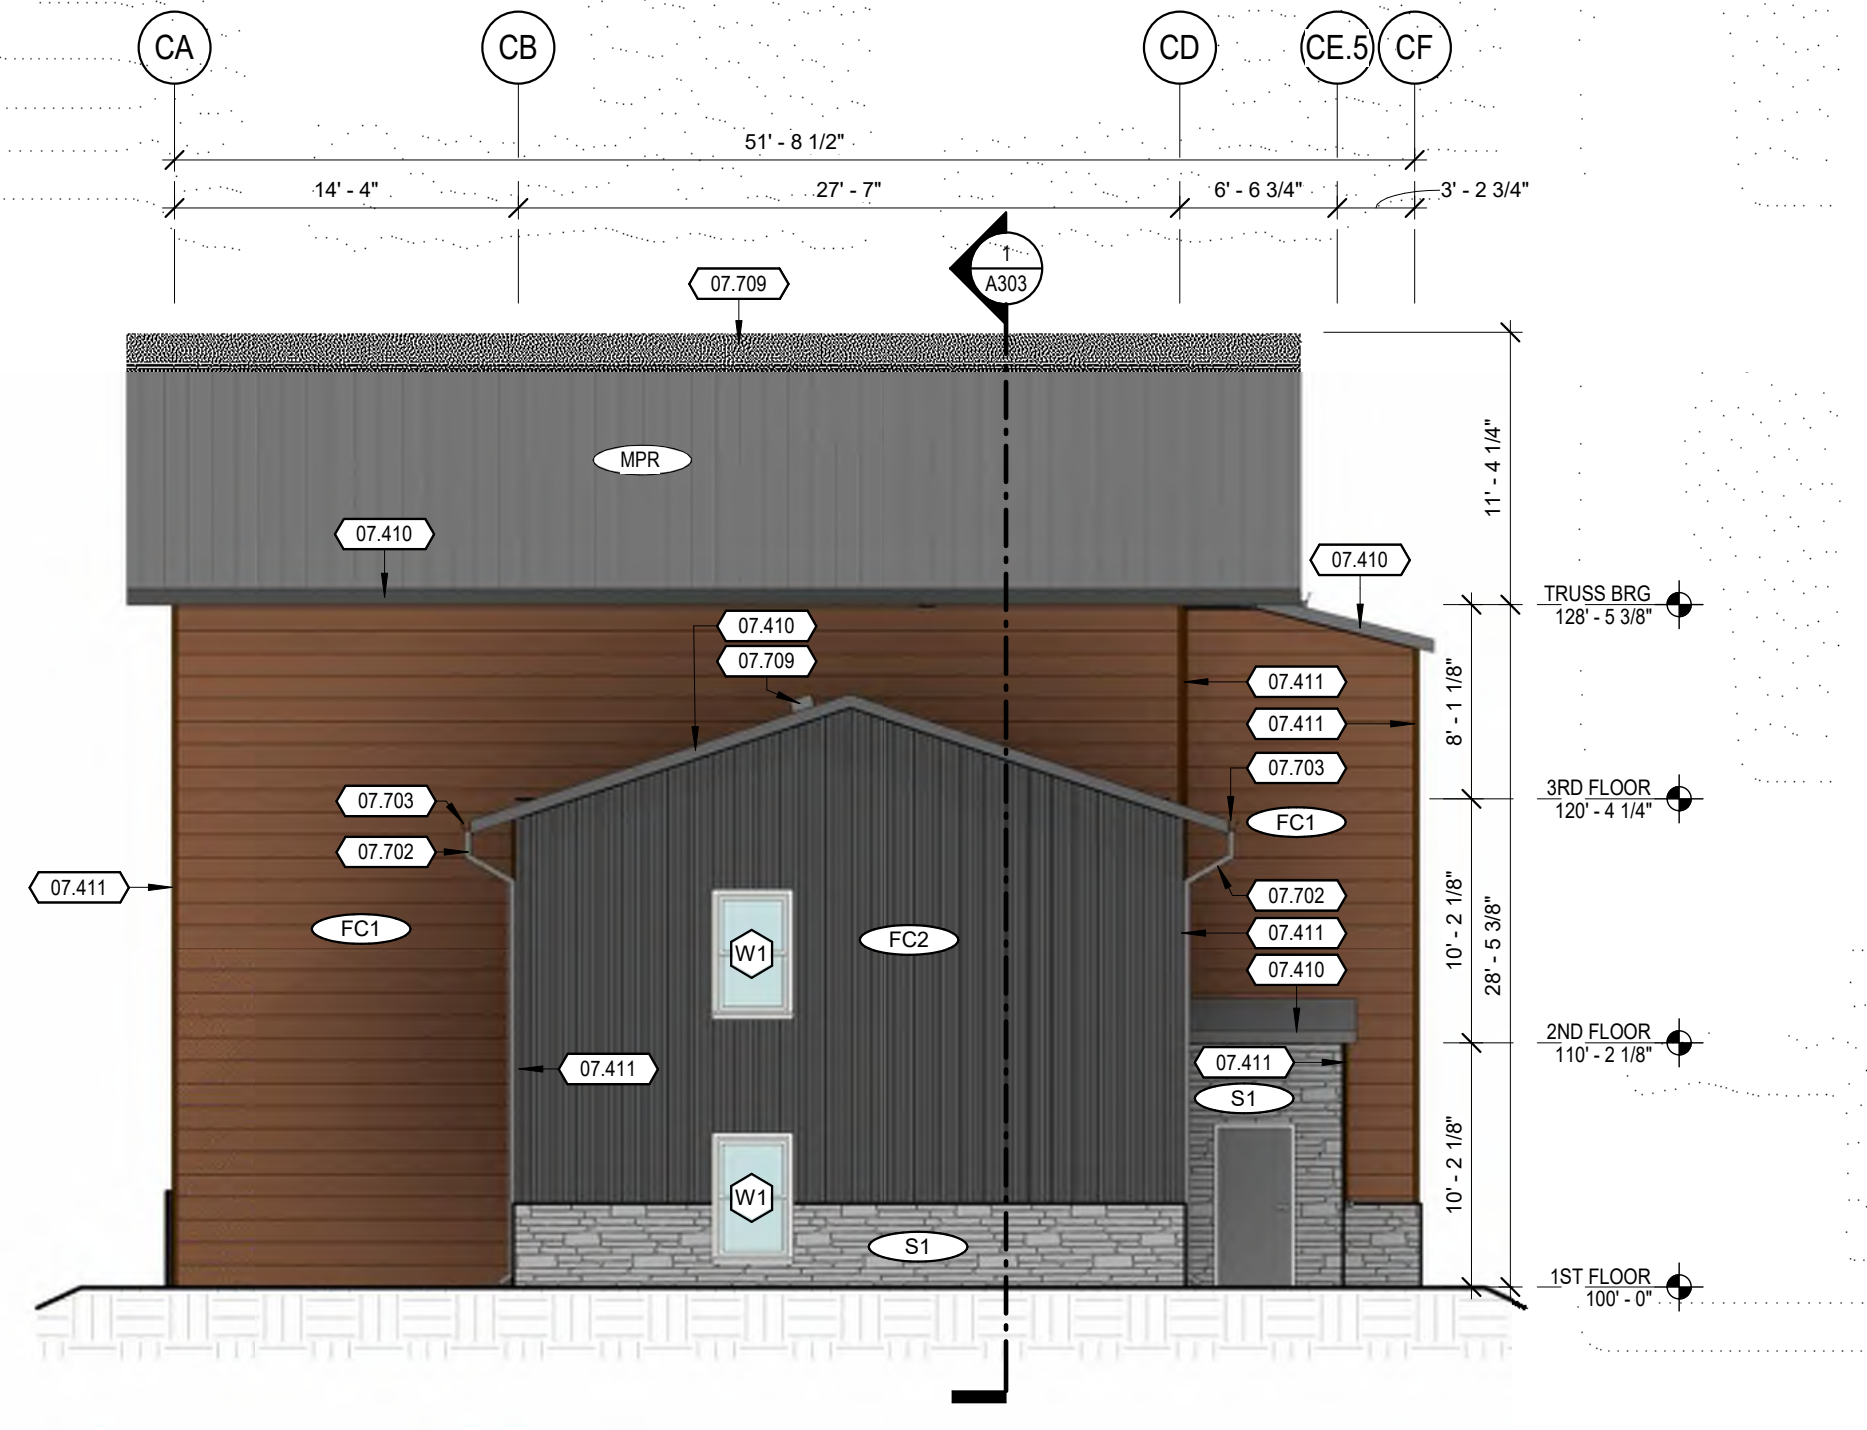 CA
CB
CD
CE.5
CF
51' - 8 1/2"
14' - 4"
27' - 7"
6' - 6 3/4"
3' - 2 3/4"
1
A303
07.709
MPR
11' - 4 1/4"
07.410
07.410
TRUSS BRG
128' - 5 3/8"
07.410
07.709
07.411
07.411
8' - 1 1/8"
07.703
07.703
3RD FLOOR
120' - 4 1/4"
FC1
07.702
07.411
07.702
FC1
FC2
W1
07.411
10' - 2 1/8"
28' - 5 3/8"
07.410
2ND FLOOR
110' - 2 1/8"
07.411
07.411
S1
10' - 2 1/8"
W1
S1
1ST FLOOR
100' - 0"